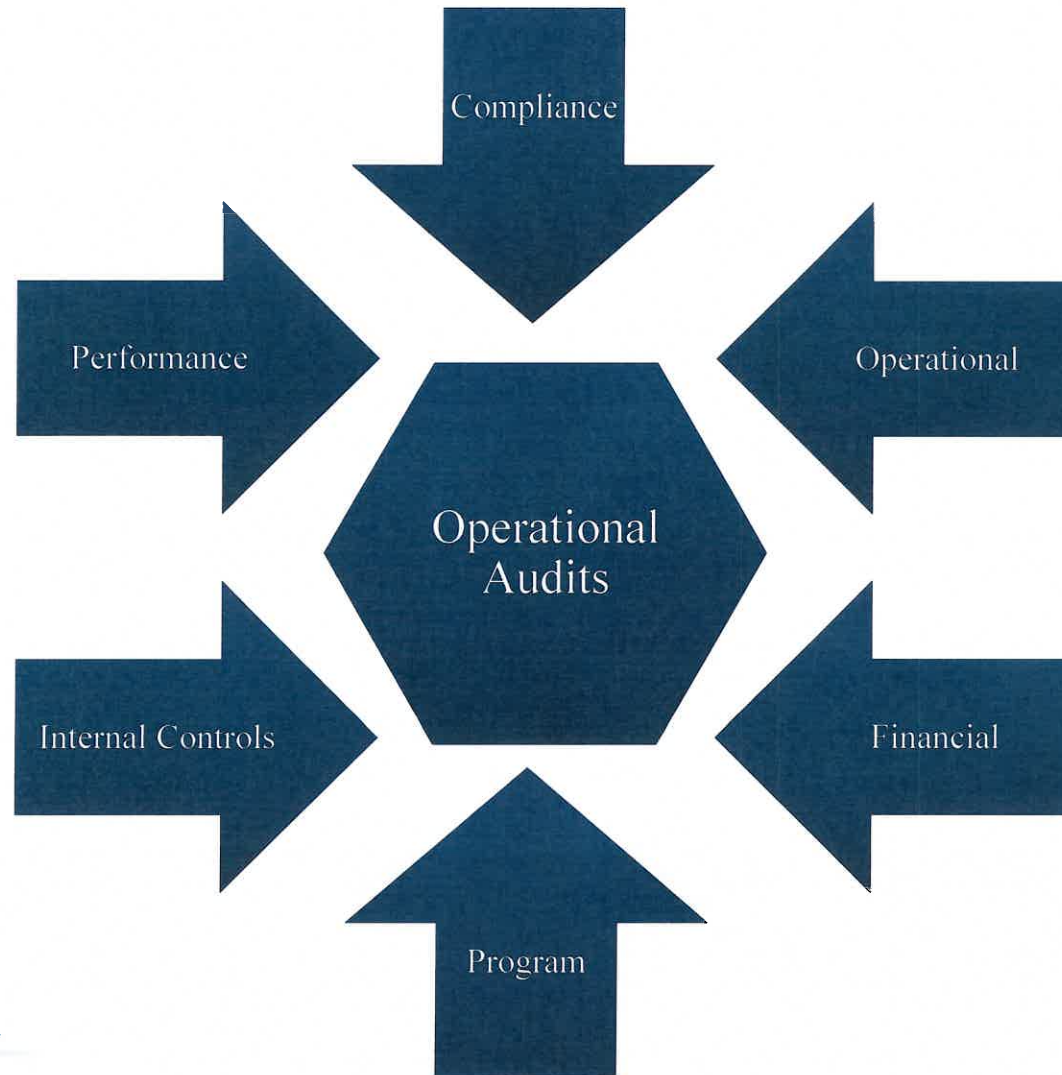 Compliance
Performance
Operational
Operational
Audits
Internal Controls
Financial
Program